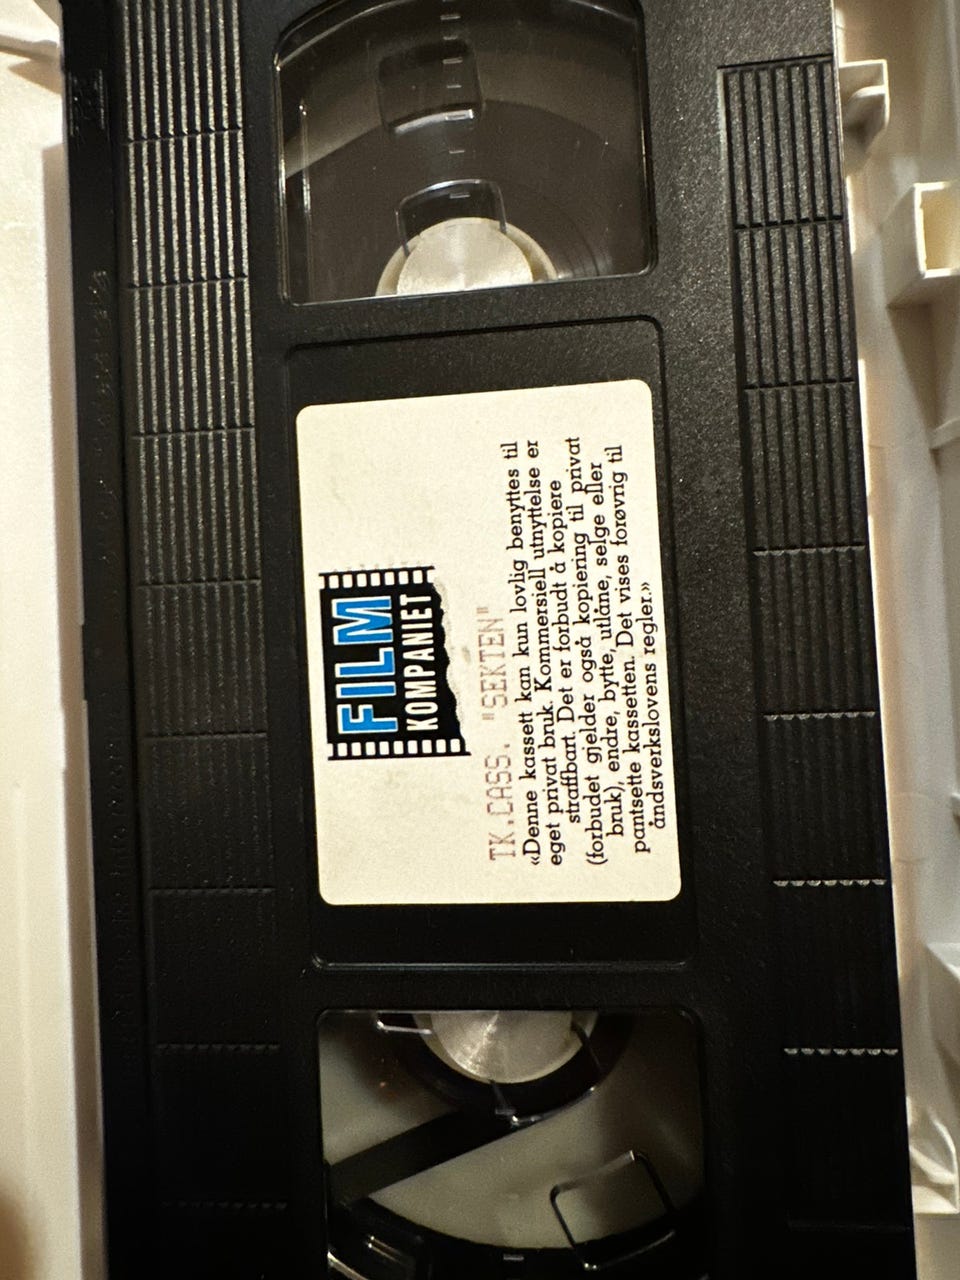 FILM
KOMPANIET
TK.CASS. "SEKTEN"
«Denne kassett kan kun lovlig benyttes til
eget privat bruk. Kommersiell utnyttelse er
straffbart. Det er forbudt å kopiere
(forbudet gjelder også kopiering til privat
bruk), endre, bytte, utlåne, selge eller
pantsette kassetten. Det vises forøvrig til
åndsverkslovens regler.»